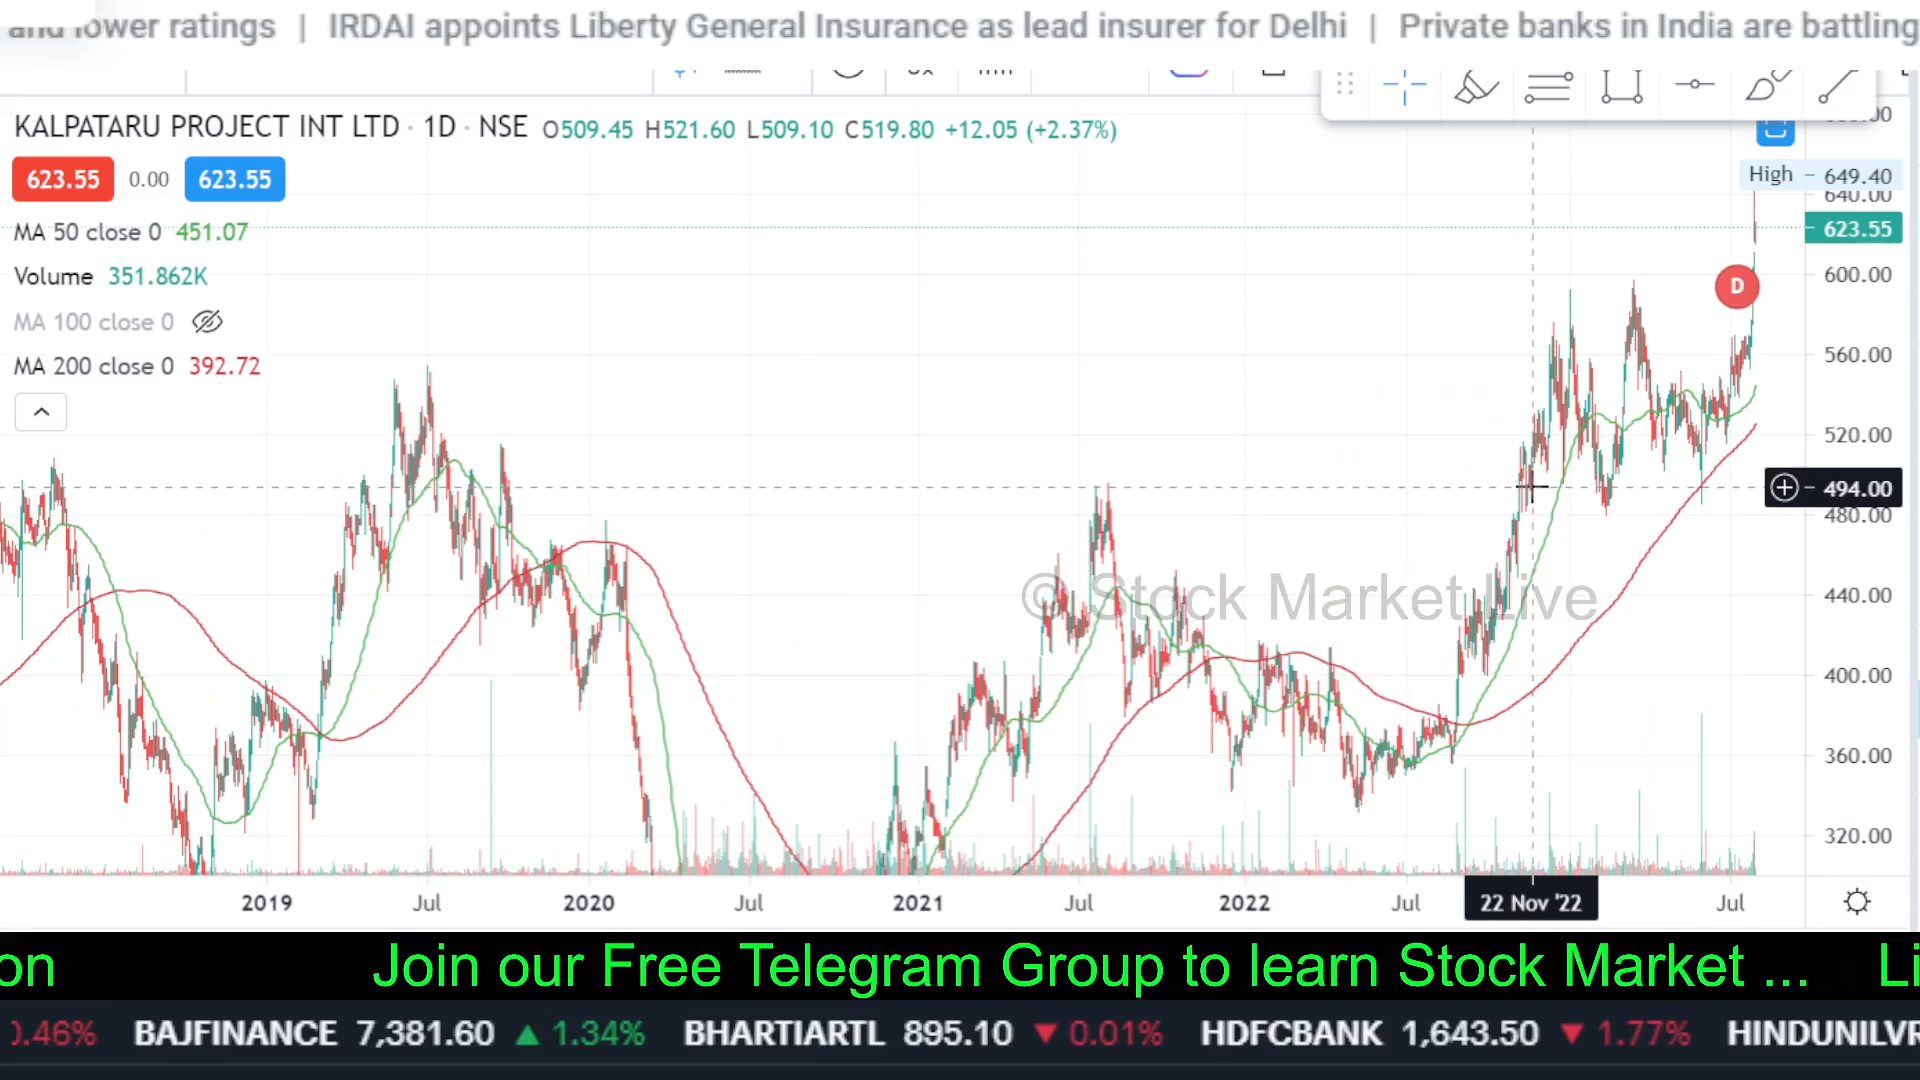 lower ratings | IRDAI appoints Liberty General Insurance as lead insurer for Delhi | Private banks in India are battling
KALPATARU PROJECT INT LTD · 1D · NSE O509.45 H521.60 L509.10 C519.80 +12.05 (+2.37%)
623.55 0.00 623.55
High 649.40
640.00
MA 50 close 0 451.07
623.55
Volume 351.862K
600.00
D
MA 100 close 0
560.00
MA 200 close 0 392.72
520.00
494.00
480.00
© Stock Market Live
440.00
400.00
360.00
320.00
2019 Jul 2020 Jul 2021 Jul 2022 Jul 22 Nov '22 Jul
on Join our Free Telegram Group to learn Stock Market ... Li
0.46% BAJFINANCE 7,381.60 ▲ 1.34% BHARTIARTL 895.10 ▼ 0.01% HDFCBANK 1,643.50 ▼ 1.77% HINDUNILVR